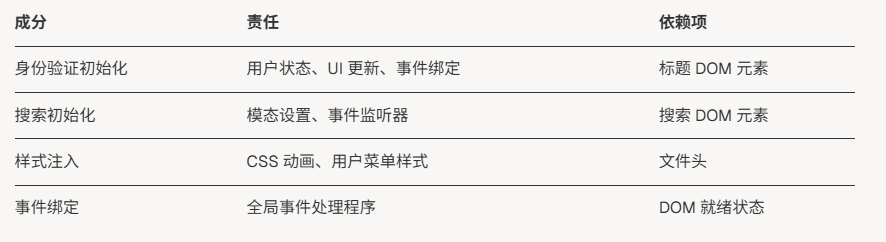 成分 责任 依赖项
身份验证初始化 用户状态、UI 更新、事件绑定 标题 DOM 元素
搜索初始化 模态设置、事件监听器 搜索 DOM 元素
样式注入 CSS 动画、用户菜单样式 文件头
事件绑定 全局事件处理程序 DOM 就绪状态